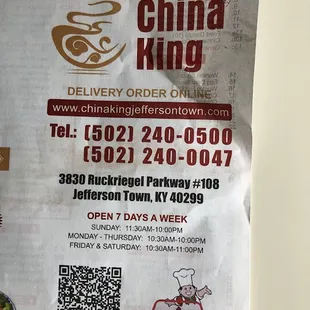 China
King
DELIVERY ORDER ONLINE
www.chinakingjeffersontown.com
Tel.: (502) 240-0500
(502) 240-0047
3830 Ruckriegel Parkway #108
Jefferson Town, KY 40299
OPEN 7 DAYS A WEEK
SUNDAY: 11:30AM-10:00PM
MONDAY - THURSDAY: 10:30AM-10:00PM
FRIDAY & SATURDAY: 10:30AM-11:00PM